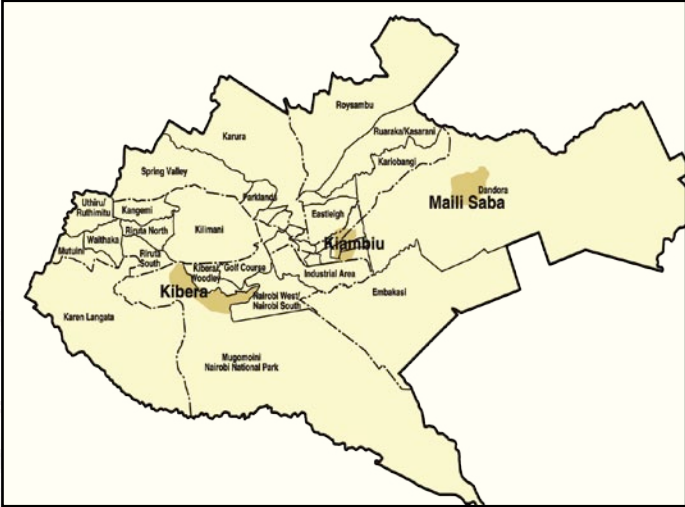 Roysambu
Karura
Ruaraka/Kasarani
Kariobangi
Spring Valley
Dandora
Maili Saba
Parklands
Uthiru/
Ruthimitu
Kangemi
Eastleigh
Kilimani
Riruta North
Waithaka
Kiambiu
Mutuini
Riruta
South
Kibera/
Woodley
Golf Course
Industrial Area
Kibera
Embakasi
Nairobi West/
Nairobi South
Karen Langata
Mugomoini
Nairobi National Park